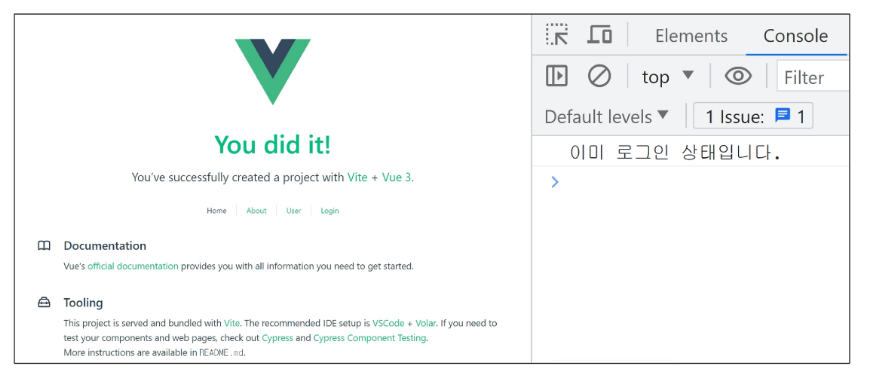 You did it!
You've successfully created a project with Vite + Vue 3.
Home About User Login
Documentation
Vue's official documentation provides you with all information you need to get started.
Tooling
This project is served and bundled with Vite. The recommended IDE setup is VSCode + Volar. If you need to
test your components and web pages, check out Cypress and Cypress Component Testing.
More instructions are available in README.md.
Elements Console
top Filter
Default levels 1 Issue: 1
이미 로그인 상태입니다.